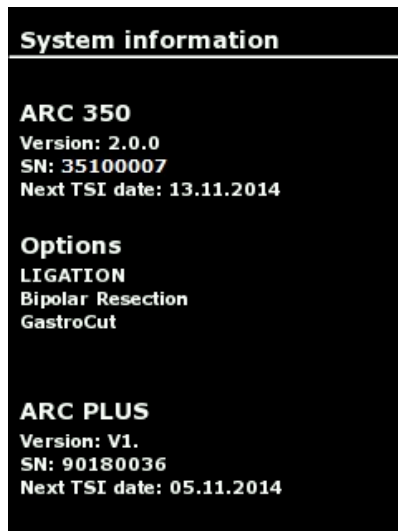 System information
ARC 350
Version: 2.0.0
SN: 35100007
Next TSI date: 13.11.2014
Options
LIGATION
Bipolar Resection
GastroCut
ARC PLUS
Version: V1.
SN: 90180036
Next TSI date: 05.11.2014